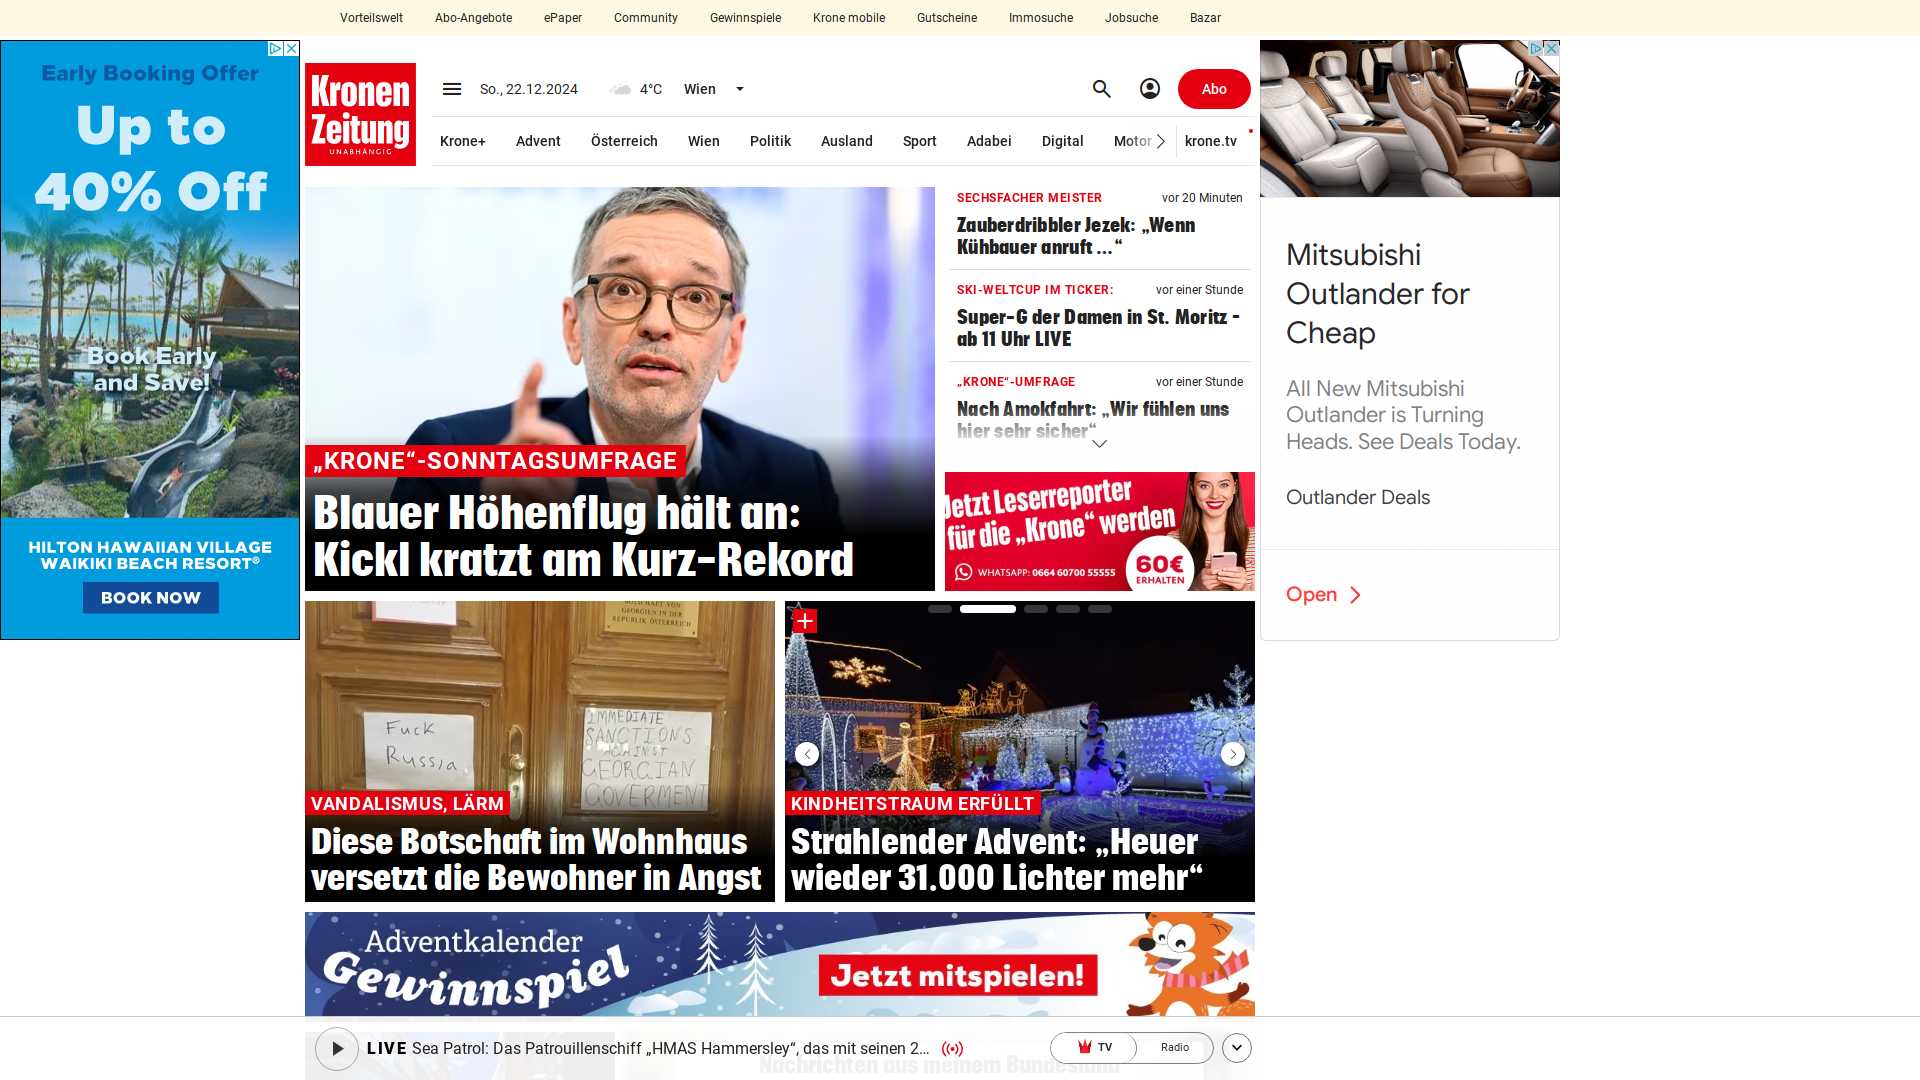 Vorteilswelt
Abo-Angebote
ePaper
Community
Gewinnspiele
Krone mobile
Gutscheine
Immosuche
Jobsuche
Bazar
Early Booking Offer
Up to
40% Off
Book Early
and Save!
HILTON HAWAIIAN VILLAGE
WAIKIKI BEACH RESORT®
BOOK NOW
Kronen
Zeitung
UNABHÄNGIG
So., 22.12.2024
4°C
Wien
Abo
Krone+
Advent
Österreich
Wien
Politik
Ausland
Sport
Adabei
Digital
Motor
krone.tv
„KRONE“-SONNTAGSUMFRAGE
Blauer Höhenflug hält an:
Kickl kratzt am Kurz-Rekord
SECHSFACHER MEISTER
vor 20 Minuten
Zauberdribbler Jezek: „Wenn
Kühbauer anruft ...“
SKI-WELTCUP IM TICKER:
vor einer Stunde
Super-G der Damen in St. Moritz -
ab 11 Uhr LIVE
„KRONE“-UMFRAGE
vor einer Stunde
Nach Amokfahrt: „Wir fühlen uns
hier sehr sicher“
Jetzt Leserreporter
für die „Krone“ werden
WHATSAPP: 0664 60700 55555
60€
ERHALTEN
Mitsubishi
Outlander for
Cheap
All New Mitsubishi
Outlander is Turning
Heads. See Deals Today.
Outlander Deals
Open
GEORGIEN IN DER
REPUBLIK ÖSTERREICH
Fuck
Russia
IMMEDIATE
SANCTIONS
AGAINST
GEORGIAN
GOVERMENT
VANDALISMUS, LÄRM
Diese Botschaft im Wohnhaus
versetzt die Bewohner in Angst
KINDHEITSTRAUM ERFÜLLT
Strahlender Advent: „Heuer
wieder 31.000 Lichter mehr“
Adventkalender
Gewinnspiel
Jetzt mitspielen!
LIVE Sea Patrol: Das Patrouillenschiff „HMAS Hammersley“, das mit seinen 2...
TV
Radio
Nachrichten aus meinem Bundesland